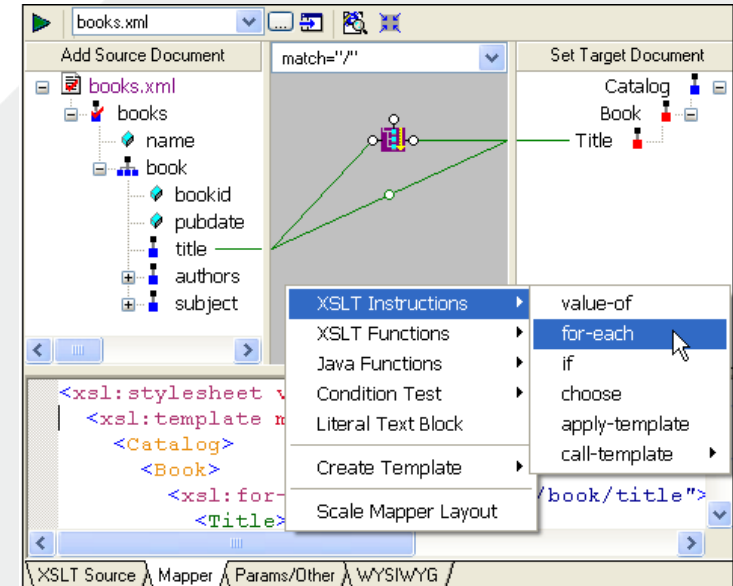 books.xml
Add Source Document
match="/"
Set Target Document
books.xml
books
name
book
bookid
pubdate
title
authors
subject
Catalog
Book
Title
XSLT Instructions
XSLT Functions
Java Functions
Condition Test
Literal Text Block
Create Template
Scale Mapper Layout
value-of
for-each
if
choose
apply-template
call-template
<xsl:stylesheet v
<xsl:template m
<Catalog>
<Book>
<xsl:for- /book/title">
<Title>
XSLT Source Mapper Params/Other WYSIWYG